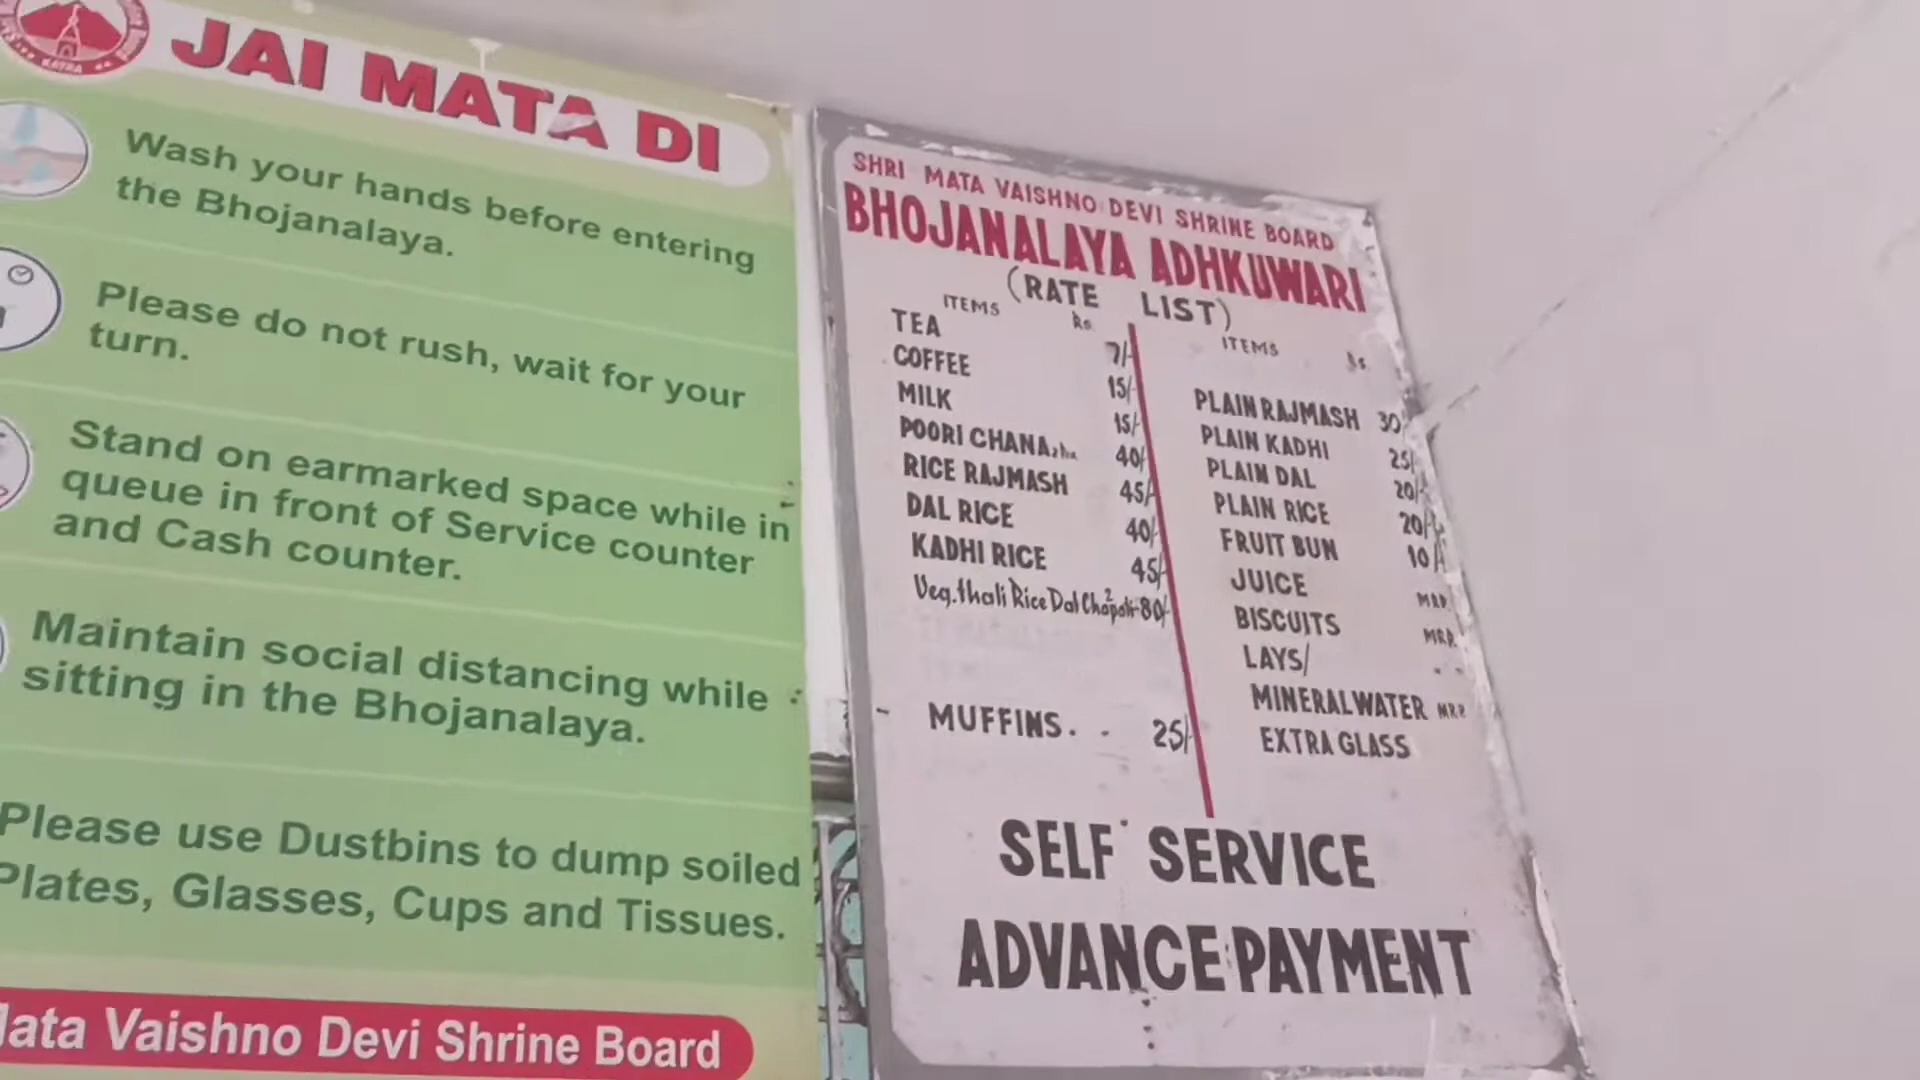 KATRA
JAI MATA DI
Wash your hands before entering
the Bhojanalaya.
Please do not rush, wait for your
turn.
Stand on earmarked space while in
queue in front of Service counter
and Cash counter.
Maintain social distancing while
sitting in the Bhojanalaya.
Please use Dustbins to dump soiled
Plates, Glasses, Cups and Tissues.
Mata Vaishno Devi Shrine Board
SHRI MATA VAISHNO DEVI SHRINE BOARD
BHOJANALAYA ADHKUWARI
(RATE LIST)
ITEMS Rs.
TEA 7/-
COFFEE 15/-
MILK 15/-
POORI CHANA 40/-
RICE RAJMASH 45/-
DAL RICE 40/-
KADHI RICE 45/-
Veg.thali Rice Dal 2 Chapati-80/-
MUFFINS. - 25/-
ITEMS Rs.
PLAIN RAJMASH 30/-
PLAIN KADHI 25/-
PLAIN DAL 20/-
PLAIN RICE 20/-
FRUIT BUN 10/-
JUICE MRP.
BISCUITS MRP.
LAYS/ " "
MINERAL WATER MRP
EXTRA GLASS
SELF SERVICE
ADVANCE PAYMENT